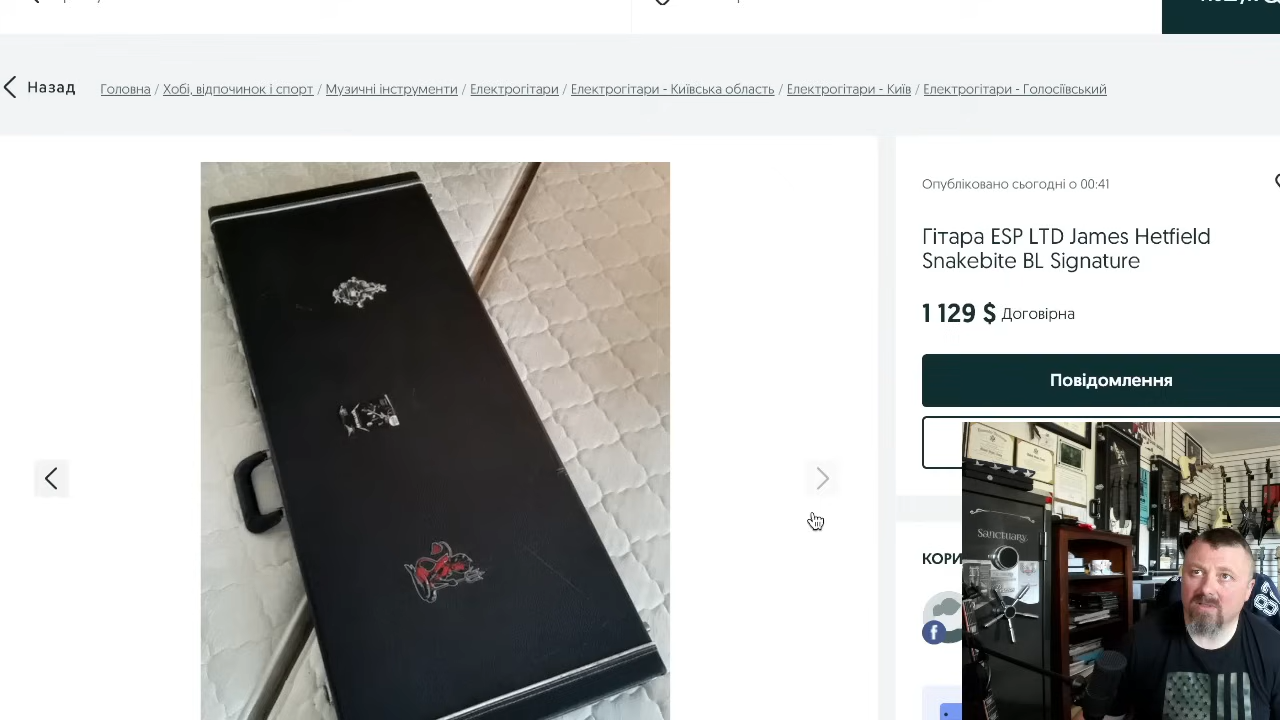 Назад
Головна / Хобі, відпочинок і спорт / Музичні інструменти / Електрогітари / Електрогітари - Київська область / Електрогітари - Київ / Електрогітари - Голосіївський
Опубліковано сьогодні о 00:41
Гітара ESP LTD James Hetfield
Snakebite BL Signature
1 129 $ Договірна
Повідомлення
КОРИ
Sanctuary